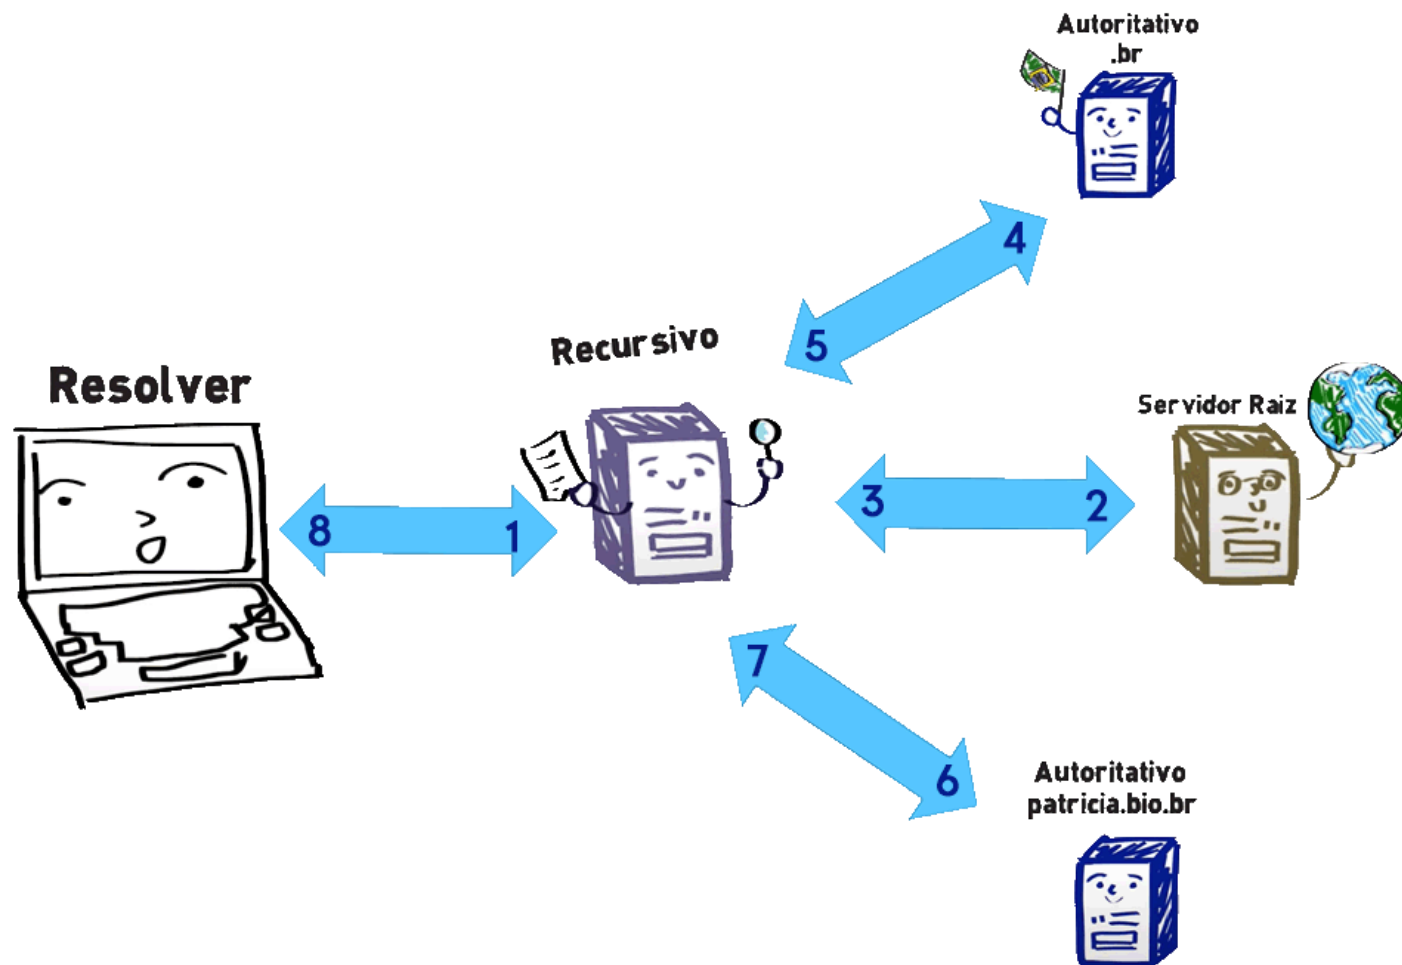 Autoritativo
.br
4
5
Recursivo
Resolver
Servidor Raiz
8
1
3
2
7
6
Autoritativo
patricia.bio.br